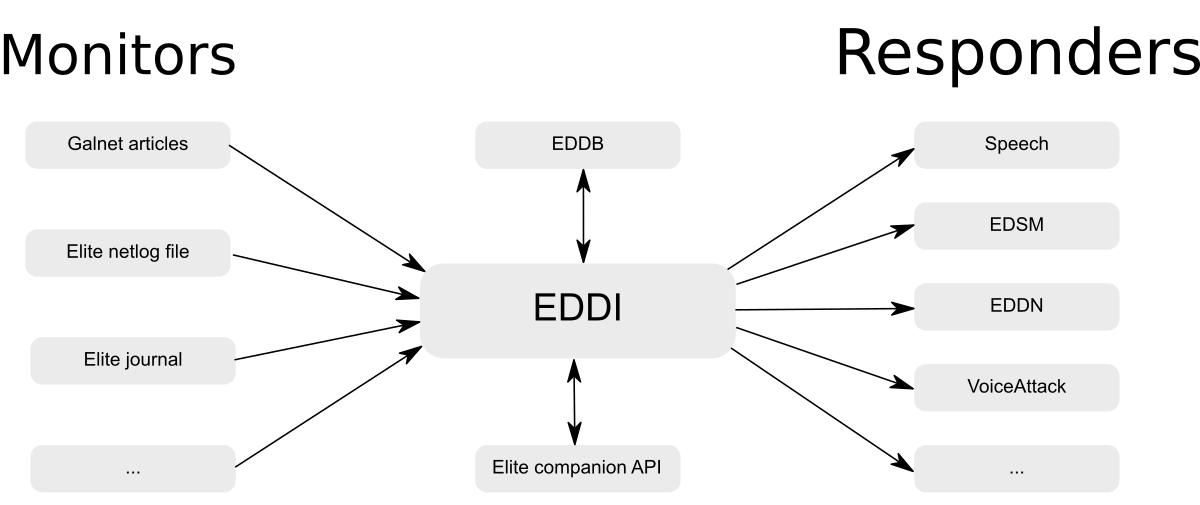 Monitors
Responders
Galnet articles
EDDB
Speech
Elite netlog file
EDSM
EDDI
EDDN
Elite journal
VoiceAttack
...
Elite companion API
...